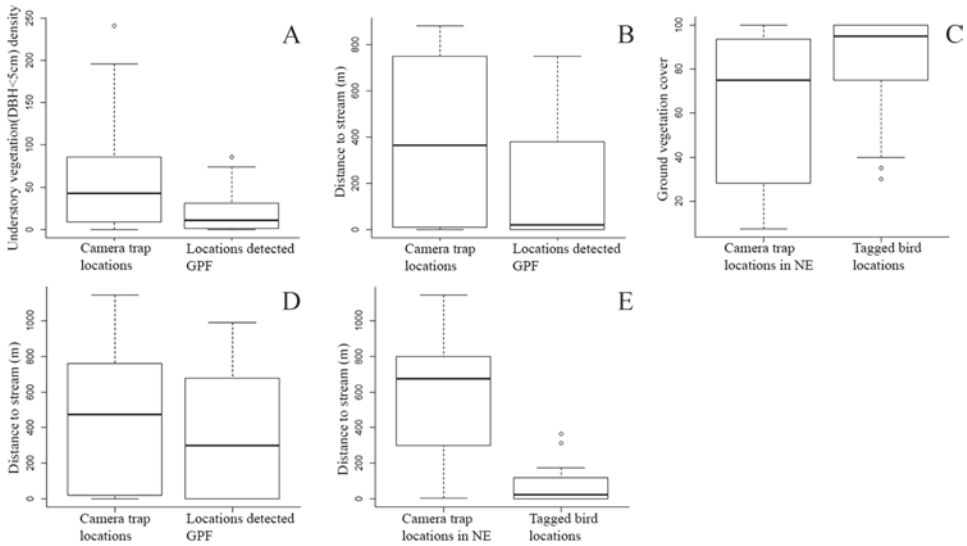 A
Understory vegetation(DBH<5cm) density
250
200
150
100
50
0
Camera trap
locations
Locations detected
GPF
B
Distance to stream (m)
800
600
400
200
0
Camera trap
locations
Locations detected
GPF
C
Ground vegetation cover
100
80
60
40
20
Camera trap
locations in NE
Tagged bird
locations
D
Distance to stream (m)
1000
800
600
400
200
0
Camera trap
locations
Locations detected
GPF
E
Distance to stream (m)
1000
800
600
400
200
0
Camera trap
locations in NE
Tagged bird
locations